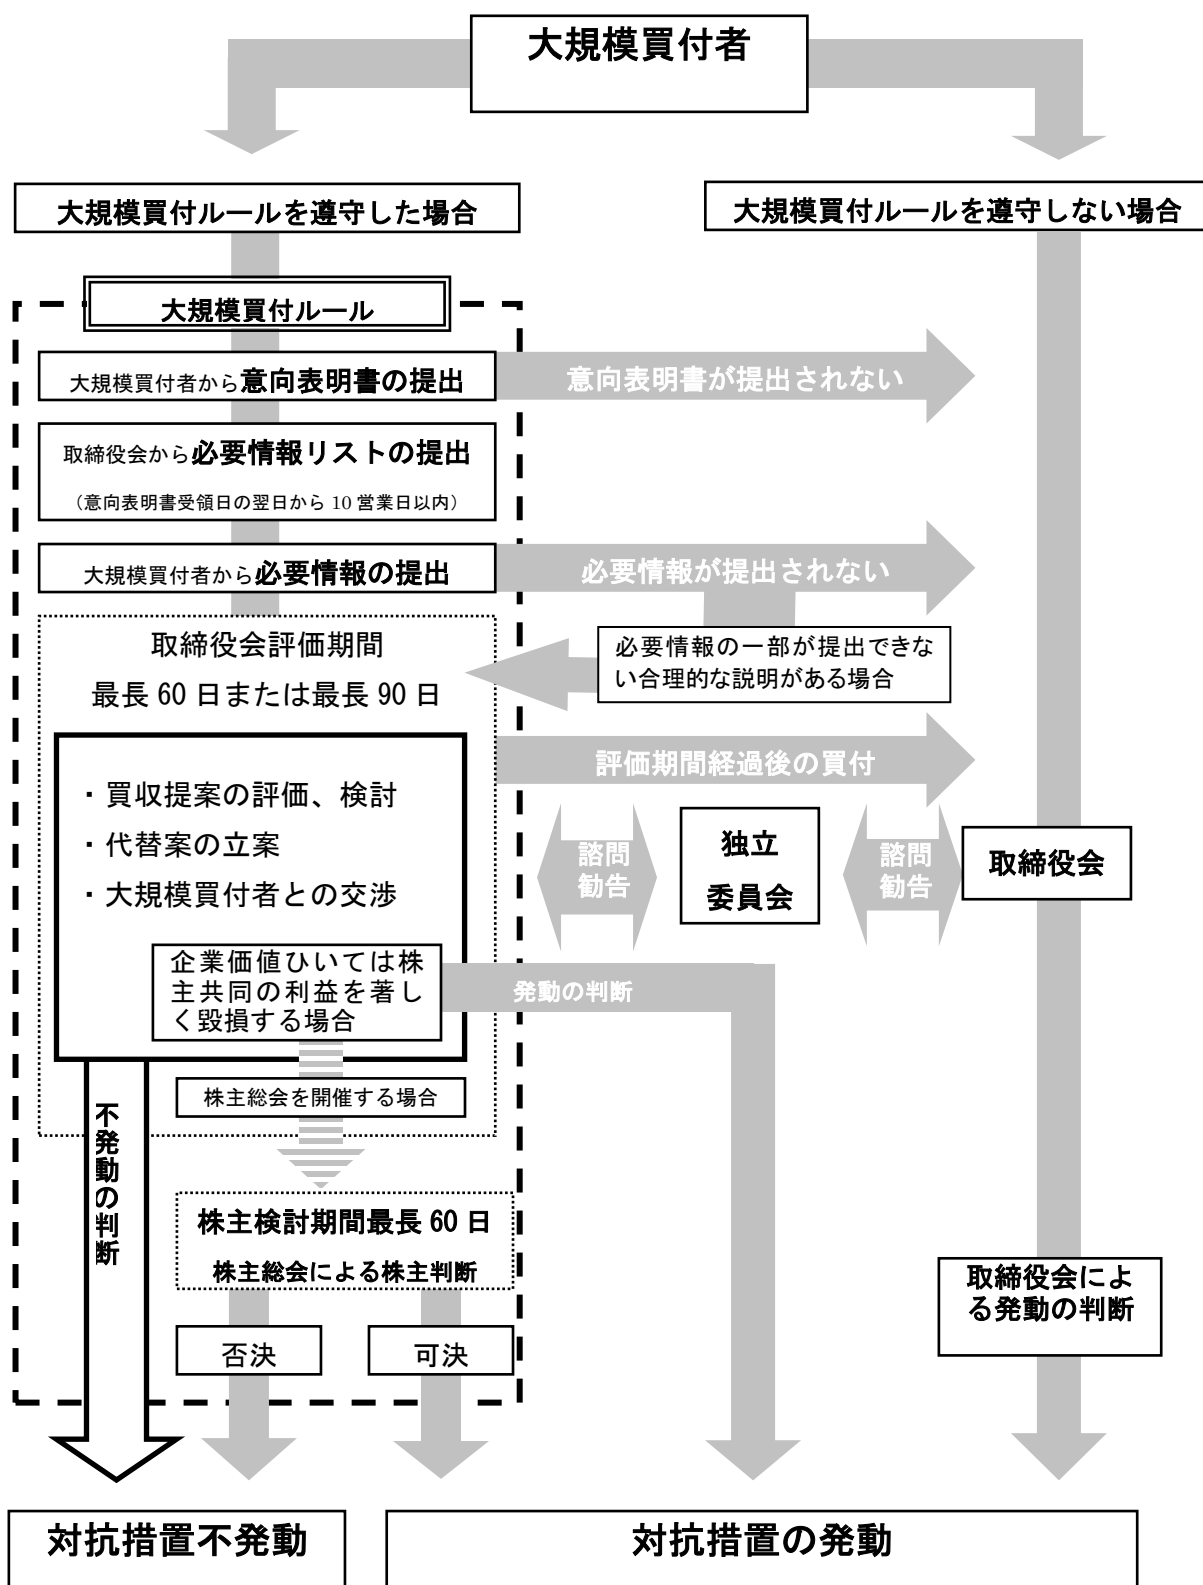 大規模買付者
大規模買付ルールを遵守した場合
大規模買付ルールを遵守しない場合
大規模買付ルール
大規模買付者から意向表明書の提出
意向表明書が提出されない
取締役会から必要情報リストの提出
（意向表明書受領日の翌日から 10 営業日以内）
大規模買付者から必要情報の提出
必要情報が提出されない
取締役会評価期間
最長 60 日または最長 90 日
必要情報の一部が提出できな
い合理的な説明がある場合
評価期間経過後の買付
・買収提案の評価、検討
・代替案の立案
・大規模買付者との交渉
諮問
勧告
独立
委員会
諮問
勧告
取締役会
企業価値ひいては株
主共同の利益を著し
く毀損する場合
発動の判断
株主総会を開催する場合
不発動の判断
株主検討期間最長 60 日
株主総会による株主判断
取締役会によ
る発動の判断
否決
可決
対抗措置不発動
対抗措置の発動